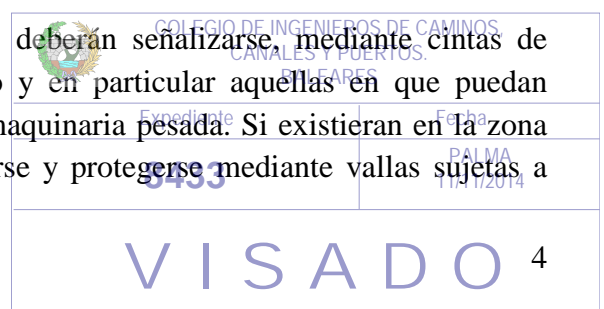 COLEGIO DE INGENIEROS DE CAMINOS,
deberán señalizarse, mediante cintas de
CANALES Y PUERTOS.
y en particular aquellas en que puedan
BALEARES
Expediente Fecha
maquinaria pesada. Si existieran en la zona
PALMA
8433 11/11/2014
rse y protegerse mediante vallas sujetas a
VISADO 4